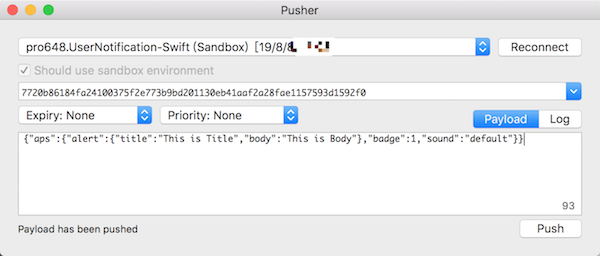 Pusher
pro648.UserNotification-Swift (Sandbox) [19/8/8
Reconnect
Should use sandbox environment
7720b86184fa24100375f2e773b9bd201130eb41aaf2a28fae1157593d1592f0
Expiry: None
Priority: None
Payload
Log
{"aps":{"alert":{"title":"This is Title","body":"This is Body"},"badge":1,"sound":"default"}}
93
Payload has been pushed
Push